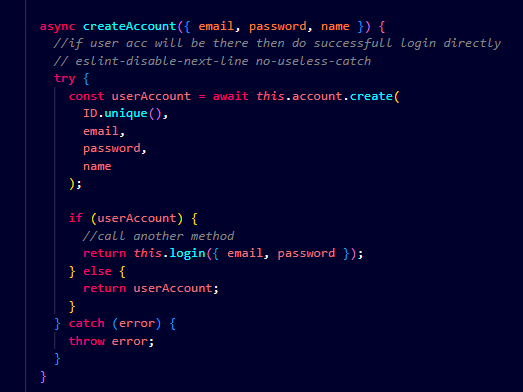 async createAccount({ email, password, name }) {
//if user acc will be there then do successfull login directly
// eslint-disable-next-line no-useless-catch
try {
const userAccount = await this.account.create(
ID.unique(),
email,
password,
name
);
if (userAccount) {
//call another method
return this.login({ email, password });
} else {
return userAccount;
}
} catch (error) {
throw error;
}
}